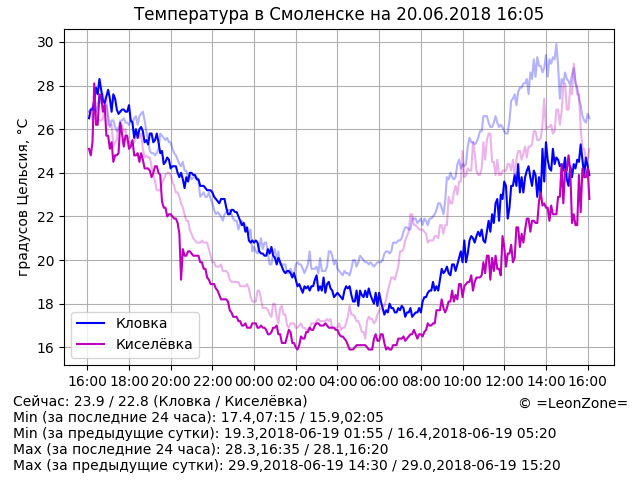 Температура в Смоленске на 20.06.2018 16:05
градусов Цельсия, °C
30
28
26
24
22
20
18
16
Кловка
Киселёвка
16:00 18:00 20:00 22:00 00:00 02:00 04:00 06:00 08:00 10:00 12:00 14:00 16:00
Сейчас: 23.9 / 22.8 (Кловка / Киселёвка)
© =LeonZone=
Min (за последние 24 часа): 17.4,07:15 / 15.9,02:05
Min (за предыдущие сутки): 19.3,2018-06-19 01:55 / 16.4,2018-06-19 05:20
Max (за последние 24 часа): 28.3,16:35 / 28.1,16:20
Max (за предыдущие сутки): 29.9,2018-06-19 14:30 / 29.0,2018-06-19 15:20